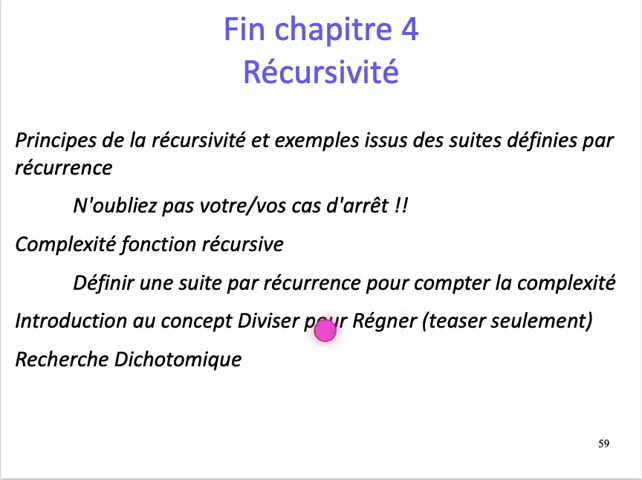 Fin chapitre 4
Récursivité
Principes de la récursivité et exemples issus des suites définies par
récurrence
N'oubliez pas votre/vos cas d'arrêt !!
Complexité fonction récursive
Définir une suite par récurrence pour compter la complexité
Introduction au concept Diviser pour Régner (teaser seulement)
Recherche Dichotomique
59